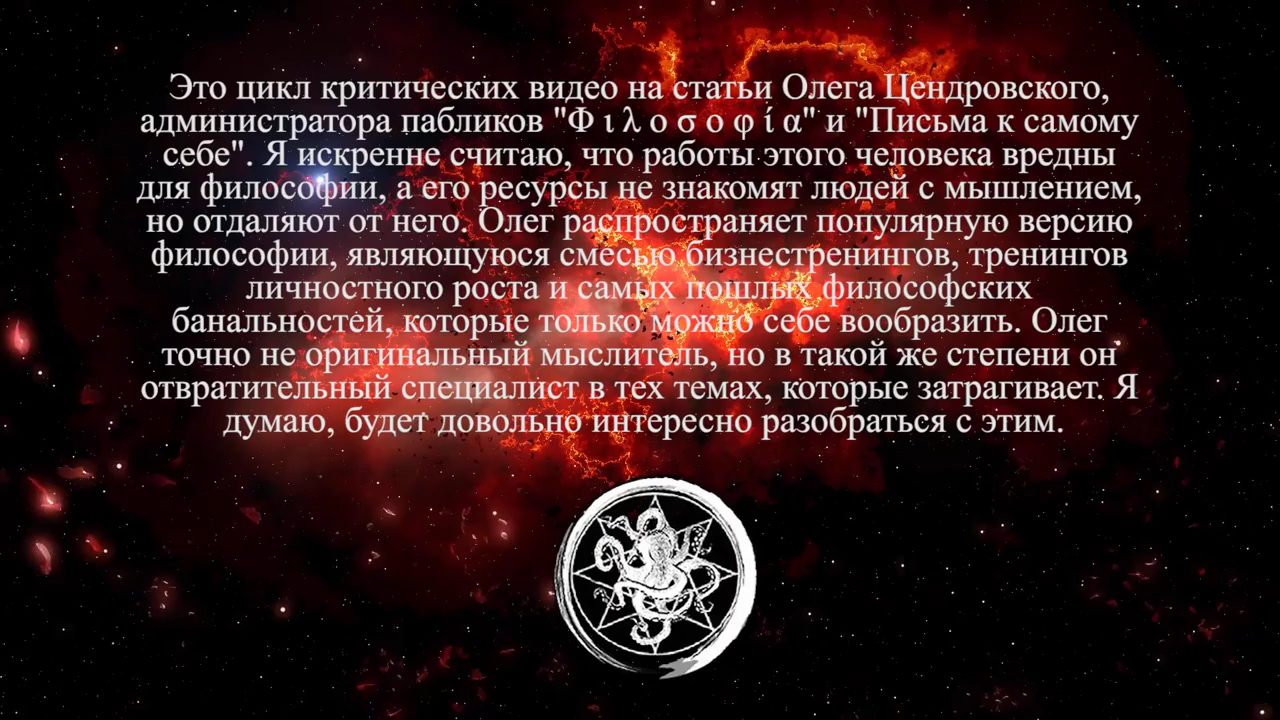 Это цикл критических видео на статьи Олега Цендровского,
администратора пабликов "Φ ι λ ο σ ο φ ί α" и "Письма к самому
себе". Я искренне считаю, что работы этого человека вредны
для философии, а его ресурсы не знакомят людей с мышлением,
но отдаляют от него. Олег распространяет популярную версию
философии, являющуюся смесью бизнестренингов, тренингов
личностного роста и самых пошлых философских
банальностей, которые только можно себе вообразить. Олег
точно не оригинальный мыслитель, но в такой же степени он
отвратительный специалист в тех темах, которые затрагивает. Я
думаю, будет довольно интересно разобраться с этим.